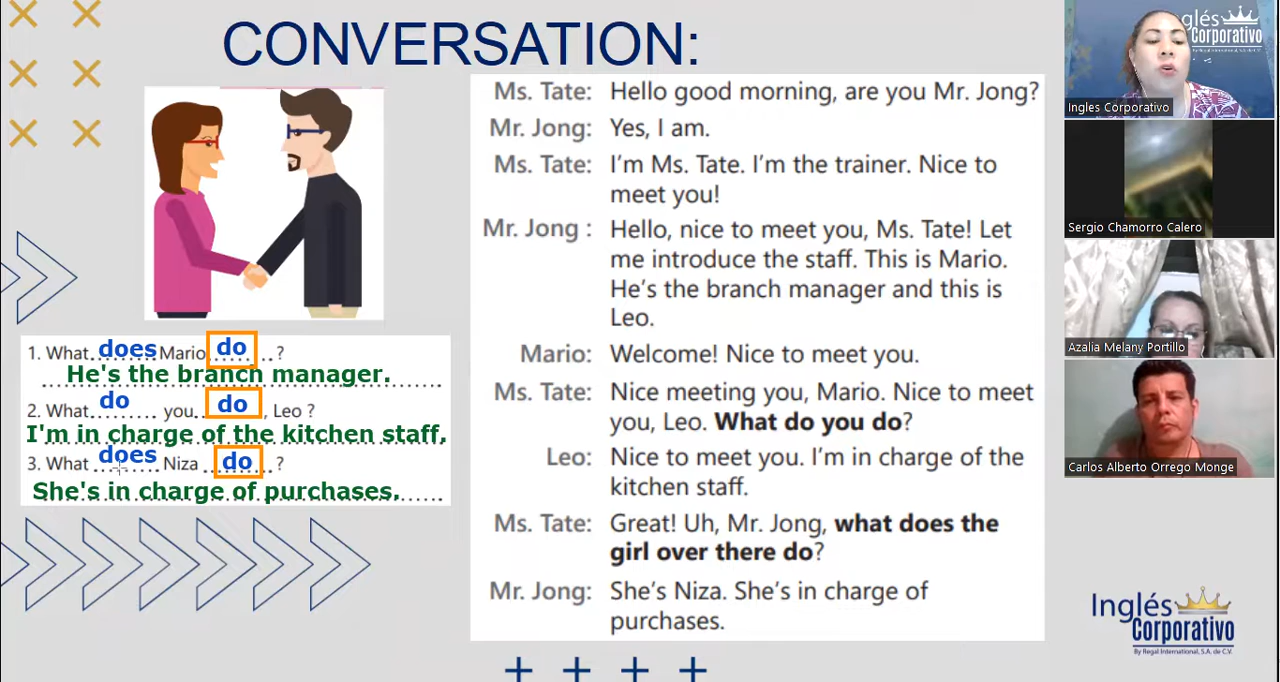 CONVERSATION:
Ms. Tate: Hello good morning, are you Mr. Jong?
Mr. Jong: Yes, I am.
Ms. Tate: I'm Ms. Tate. I'm the trainer. Nice to
meet you!
Mr. Jong : Hello, nice to meet you, Ms. Tate! Let
me introduce the staff. This is Mario.
He's the branch manager and this is
Leo.
Mario: Welcome! Nice to meet you.
Ms. Tate: Nice meeting you, Mario. Nice to meet
you, Leo. What do you do?
Leo: Nice to meet you. I'm in charge of the
kitchen staff.
Ms. Tate: Great! Uh, Mr. Jong, what does the
girl over there do?
Mr. Jong: She's Niza. She's in charge of
purchases.
1. What does Mario do ?
He's the branch manager.
2. What do you do , Leo ?
I'm in charge of the kitchen staff.
3. What does Niza do ?
She's in charge of purchases.
Inglés
Corporativo
By Regal International, S.A. de C.V.
glés
Corporativo
By Regal International, S.A. de C.V.
Ingles Corporativo
Sergio Chamorro Calero
Azalia Melany Portillo
Carlos Alberto Orrego Monge